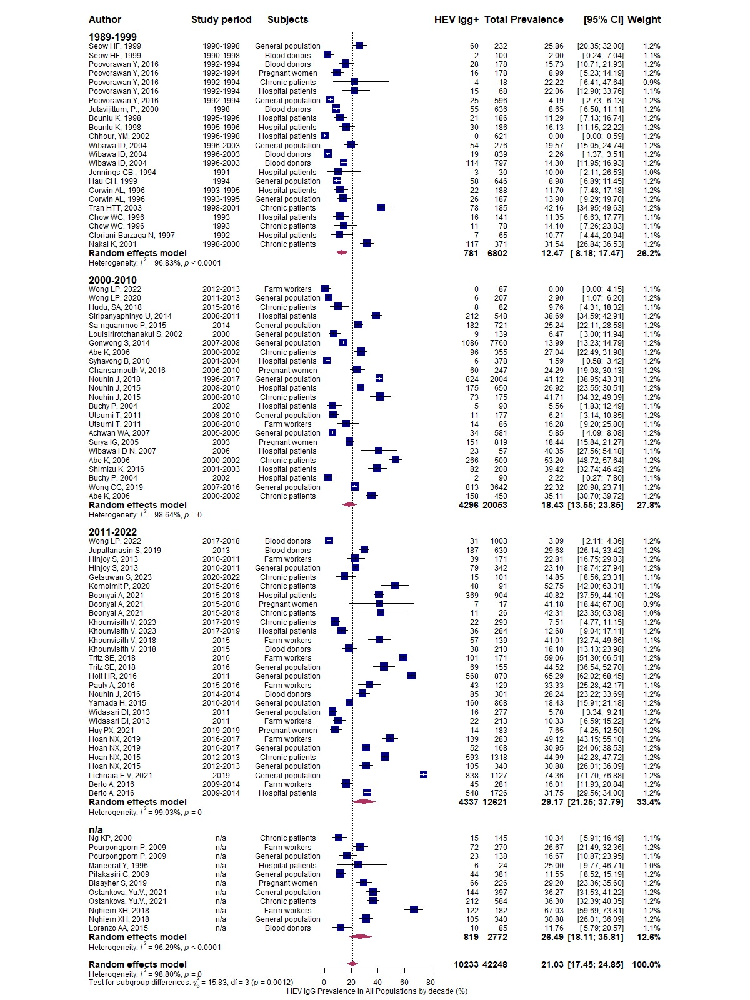 Author Study period Subjects HEV Igg+ Total Prevalence [95% CI] Weight
1989-1999
Seow HF, 1999 1990-1998 General population 60 232 25.86 [20.35; 32.00] 1.2%
Seow HF, 1999 1990-1998 Blood donors 2 100 2.00 [ 0.24; 7.04] 1.1%
Poovorawan Y, 2016 1992-1994 Blood donors 28 178 15.73 [10.71; 21.93] 1.2%
Poovorawan Y, 2016 1992-1994 Pregnant women 16 178 8.99 [ 5.23; 14.19] 1.2%
Poovorawan Y, 2016 1992-1994 Chronic patients 4 18 22.22 [ 6.41; 47.64] 0.9%
Poovorawan Y, 2016 1992-1994 Hospital patients 15 68 22.06 [12.90; 33.76] 1.1%
Poovorawan Y, 2016 1992-1994 General population 25 596 4.19 [ 2.73; 6.13] 1.2%
Jutavijittum, P., 2000 1998 Blood donors 55 636 8.65 [ 6.58; 11.11] 1.2%
Bounlu K, 1998 1995-1996 Hospital patients 21 186 11.29 [ 7.13; 16.74] 1.2%
Bounlu K, 1998 1995-1996 Hospital patients 30 186 16.13 [11.15; 22.22] 1.2%
Chhour, YM, 2002 1996-1998 Hospital patients 0 621 0.00 [ 0.00; 0.59] 1.2%
Wibawa ID, 2004 1996-2003 General population 54 276 19.57 [15.05; 24.74] 1.2%
Wibawa ID, 2004 1996-2003 Blood donors 19 839 2.26 [ 1.37; 3.51] 1.2%
Wibawa ID, 2004 1996-2003 Blood donors 114 797 14.30 [11.95; 16.93] 1.2%
Jennings GB , 1994 1991 Hospital patients 3 30 10.00 [ 2.11; 26.53] 1.0%
Hau CH, 1999 1994 General population 58 646 8.98 [ 6.89; 11.45] 1.2%
Corwin AL, 1996 1993-1995 Hospital patients 22 188 11.70 [ 7.48; 17.18] 1.2%
Corwin AL, 1996 1993-1995 General population 26 187 13.90 [ 9.29; 19.70] 1.2%
Tran HTT, 2003 1998-2001 Chronic patients 78 185 42.16 [34.95; 49.63] 1.2%
Chow WC, 1996 1993 Hospital patients 16 141 11.35 [ 6.63; 17.77] 1.1%
Chow WC, 1996 1993 Chronic patients 11 78 14.10 [ 7.26; 23.83] 1.1%
Gloriani-Barzaga N, 1997 1992 Hospital patients 7 65 10.77 [ 4.44; 20.94] 1.1%
Nakai K, 2001 1998-2000 Chronic patients 117 371 31.54 [26.84; 36.53] 1.2%
Random effects model 781 6802 12.47 [ 8.18; 17.47] 26.2%
Heterogeneity: I² = 96.83%, p < 0.0001
2000-2010
Wong LP, 2022 2012-2013 Farm workers 0 87 0.00 [ 0.00; 4.15] 1.1%
Wong LP, 2020 2011-2013 General population 6 207 2.90 [ 1.07; 6.20] 1.2%
Hudu, SA, 2018 2015-2016 Chronic patients 8 82 9.76 [ 4.31; 18.32] 1.1%
Siripanyaphinyo U, 2014 2008-2011 Hospital patients 212 548 38.69 [34.59; 42.91] 1.2%
Sa-nguanmoo P, 2015 2014 General population 182 721 25.24 [22.11; 28.58] 1.2%
Louisirirotchanakul S, 2002 2000 General population 9 139 6.47 [ 3.00; 11.94] 1.1%
Gonwong S, 2014 2007-2008 General population 1086 7760 13.99 [13.23; 14.79] 1.2%
Abe K, 2006 2000-2002 Chronic patients 96 355 27.04 [22.49; 31.98] 1.2%
Syhavong B, 2010 2001-2004 Hospital patients 6 378 1.59 [ 0.58; 3.42] 1.2%
Chansamouth V, 2016 2006-2010 Pregnant women 60 247 24.29 [19.08; 30.13] 1.2%
Nouhin J, 2018 1996-2017 General population 824 2004 41.12 [38.95; 43.31] 1.2%
Nouhin J, 2015 2008-2010 Hospital patients 175 650 26.92 [23.55; 30.51] 1.2%
Nouhin J, 2015 2008-2010 Chronic patients 73 175 41.71 [34.32; 49.39] 1.2%
Buchy P, 2004 2002 Hospital patients 5 90 5.56 [ 1.83; 12.49] 1.1%
Utsumi T, 2011 2008-2010 General population 11 177 6.21 [ 3.14; 10.85] 1.2%
Utsumi T, 2011 2008-2010 Farm workers 14 86 16.28 [ 9.20; 25.80] 1.1%
Achwan WA, 2007 2005-2005 General population 34 581 5.85 [ 4.09; 8.08] 1.2%
Surya IG, 2005 2003 Pregnant women 151 819 18.44 [15.84; 21.27] 1.2%
Wibawa I D N, 2007 2006 Hospital patients 23 57 40.35 [27.56; 54.18] 1.1%
Abe K, 2006 2000-2002 Chronic patients 266 500 53.20 [48.72; 57.64] 1.2%
Shimizu K, 2016 2001-2003 Hospital patients 82 208 39.42 [32.74; 46.42] 1.2%
Buchy P, 2004 2002 Hospital patients 2 90 2.22 [ 0.27; 7.80] 1.1%
Wong CC, 2019 2007-2016 General population 813 3642 22.32 [20.98; 23.71] 1.2%
Abe K, 2006 2000-2002 Chronic patients 158 450 35.11 [30.70; 39.72] 1.2%
Random effects model 4296 20053 18.43 [13.55; 23.85] 27.8%
Heterogeneity: I² = 98.64%, p = 0
2011-2022
Wong LP, 2022 2017-2018 Blood donors 31 1003 3.09 [ 2.11; 4.36] 1.2%
Jupattanasin S, 2019 2013 Blood donors 187 630 29.68 [26.14; 33.42] 1.2%
Hinjoy S, 2013 2010-2011 Farm workers 39 171 22.81 [16.75; 29.83] 1.2%
Hinjoy S, 2013 2010-2011 General population 79 342 23.10 [18.74; 27.94] 1.2%
Getsuwan S, 2023 2020-2022 Chronic patients 15 101 14.85 [ 8.56; 23.31] 1.1%
Komolmit P, 2020 2015-2016 Chronic patients 48 91 52.75 [42.00; 63.31] 1.1%
Boonyai A, 2021 2015-2018 Hospital patients 369 904 40.82 [37.59; 44.10] 1.2%
Boonyai A, 2021 2015-2018 Pregnant women 7 17 41.18 [18.44; 67.08] 0.9%
Boonyai A, 2021 2015-2018 Chronic patients 11 26 42.31 [23.35; 63.08] 1.0%
Khounvisith V, 2023 2017-2019 Chronic patients 22 293 7.51 [ 4.77; 11.15] 1.2%
Khounvisith V, 2023 2017-2019 Hospital patients 36 284 12.68 [ 9.04; 17.11] 1.2%
Khounvisith V, 2018 2015 Farm workers 57 139 41.01 [32.74; 49.66] 1.1%
Khounvisith V, 2018 2015 Blood donors 38 210 18.10 [13.13; 23.98] 1.2%
Tritz SE, 2018 2016 Farm workers 101 171 59.06 [51.30; 66.51] 1.2%
Tritz SE, 2018 2016 General population 69 155 44.52 [36.54; 52.70] 1.2%
Holt HR, 2016 2011 General population 568 870 65.29 [62.02; 68.45] 1.2%
Pauly A, 2016 2015-2016 Farm workers 43 129 33.33 [25.28; 42.17] 1.1%
Nouhin J, 2016 2014-2014 Blood donors 85 301 28.24 [23.22; 33.69] 1.2%
Yamada H, 2015 2010-2014 General population 160 868 18.43 [15.91; 21.18] 1.2%
Widasari DI, 2013 2011 General population 16 277 5.78 [ 3.34; 9.21] 1.2%
Widasari DI, 2013 2011 Farm workers 22 213 10.33 [ 6.59; 15.22] 1.2%
Huy PX, 2021 2019-2019 Pregnant women 14 183 7.65 [ 4.25; 12.50] 1.2%
Hoan NX, 2019 2016-2017 Farm workers 139 283 49.12 [43.15; 55.10] 1.2%
Hoan NX, 2019 2016-2017 General population 52 168 30.95 [24.06; 38.53] 1.2%
Hoan NX, 2015 2012-2013 Chronic patients 593 1318 44.99 [42.28; 47.72] 1.2%
Hoan NX, 2015 2012-2013 General population 105 340 30.88 [26.01; 36.09] 1.2%
Lichnaia E.V, 2021 2019 General population 838 1127 74.36 [71.70; 76.88] 1.2%
Berto A, 2016 2009-2014 Farm workers 45 281 16.01 [11.93; 20.84] 1.2%
Berto A, 2016 2009-2014 Hospital patients 548 1726 31.75 [29.56; 34.00] 1.2%
Random effects model 4337 12621 29.17 [21.25; 37.79] 33.4%
Heterogeneity: I² = 99.03%, p = 0
n/a
Ng KP, 2000 n/a Chronic patients 15 145 10.34 [ 5.91; 16.49] 1.1%
Pourpongporn P, 2009 n/a Farm workers 72 270 26.67 [21.49; 32.36] 1.2%
Pourpongporn P, 2009 n/a General population 23 138 16.67 [10.87; 23.95] 1.1%
Maneerat Y, 1996 n/a Hospital patients 6 24 25.00 [ 9.77; 46.71] 1.0%
Pilakasiri C, 2009 n/a General population 44 381 11.55 [ 8.52; 15.19] 1.2%
Bisayher S, 2019 n/a Pregnant women 66 226 29.20 [23.36; 35.60] 1.2%
Ostankova, Yu.V., 2021 n/a General population 144 397 36.27 [31.53; 41.22] 1.2%
Ostankova, Yu.V., 2021 n/a Chronic patients 212 584 36.30 [32.39; 40.35] 1.2%
Nghiem XH, 2018 n/a Farm workers 122 182 67.03 [59.69; 73.81] 1.2%
Nghiem XH, 2018 n/a General population 105 340 30.88 [26.01; 36.09] 1.2%
Lorenzo AA, 2015 n/a Blood donors 10 85 11.76 [ 5.79; 20.57] 1.1%
Random effects model 819 2772 26.49 [18.11; 35.81] 12.6%
Heterogeneity: I² = 96.29%, p < 0.0001
Random effects model 10233 42248 21.03 [17.45; 24.85] 100.0%
Heterogeneity: I² = 98.80%, p = 0
Test for subgroup differences: χ²₃ = 15.83, df = 3 (p = 0.0012)
0 20 40 60 80
HEV IgG Prevalence in All Populations by decade (%)